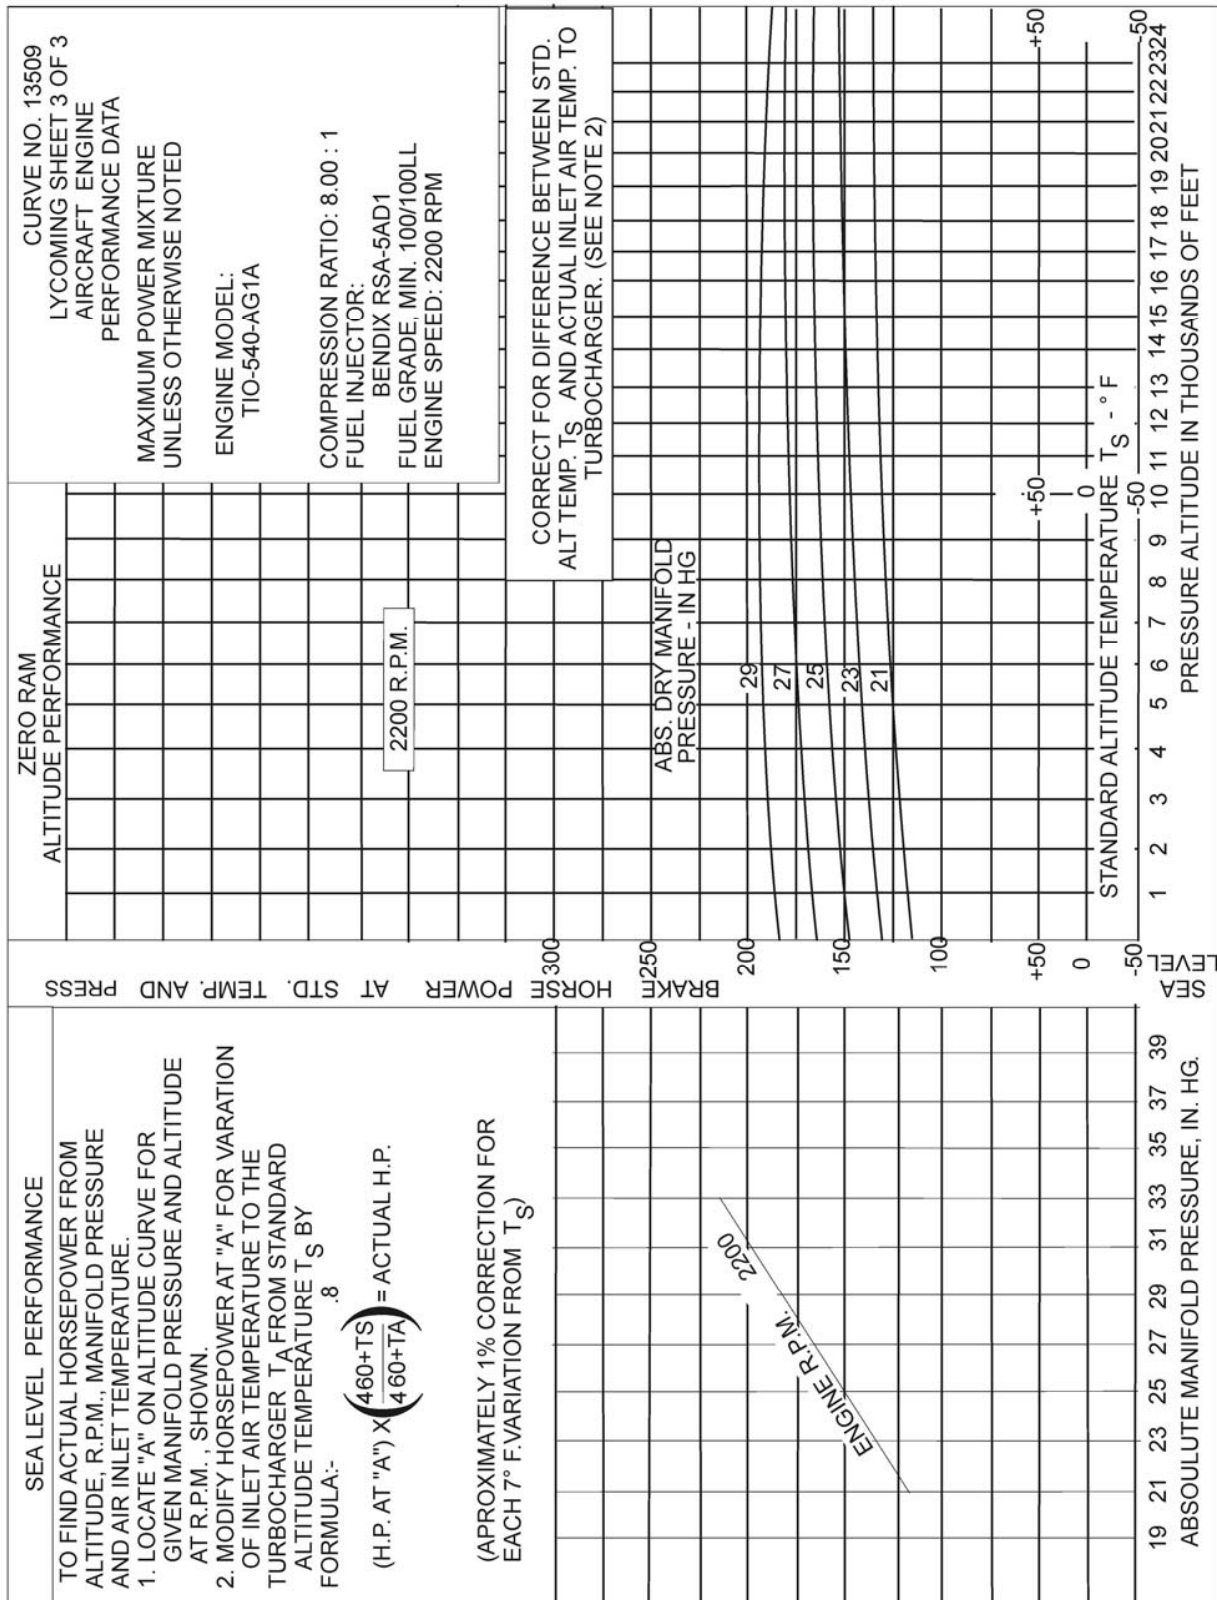 SEA LEVEL PERFORMANCE
TO FIND ACTUAL HORSEPOWER FROM
ALTITUDE, R.P.M., MANIFOLD PRESSURE
AND AIR INLET TEMPERATURE.
1. LOCATE "A" ON ALTITUDE CURVE FOR
GIVEN MANIFOLD PRESSURE AND ALTITUDE
AT R.P.M., SHOWN.
2. MODIFY HORSEPOWER AT "A" FOR VARATION
OF INLET AIR TEMPERATURE TO THE
TURBOCHARGER TA FROM STANDARD
ALTITUDE TEMPERATURE TS BY
FORMULA:-
(H.P. AT "A") X (460+TS / 460+TA) .8 = ACTUAL H.P.
(APROXIMATELY 1% CORRECTION FOR
EACH 7° F. VARIATION FROM TS)
2200
ENGINE R.P.M.
19 21 23 25 27 29 31 33 35 37 39
ABSOULUTE MANIFOLD PRESSURE, IN. HG.
BRAKE HORSE POWER AT STD. TEMP. AND PRESS
300
250
200
150
100
+50
0
-50
SEA
LEVEL
ZERO RAM
ALTITUDE PERFORMANCE
2200 R.P.M.
CURVE NO. 13509
LYCOMING SHEET 3 OF 3
AIRCRAFT ENGINE
PERFORMANCE DATA
MAXIMUM POWER MIXTURE
UNLESS OTHERWISE NOTED
ENGINE MODEL:
TIO-540-AG1A
COMPRESSION RATIO: 8.00 : 1
FUEL INJECTOR:
BENDIX RSA-5AD1
FUEL GRADE, MIN. 100/100LL
ENGINE SPEED: 2200 RPM
CORRECT FOR DIFFERENCE BETWEEN STD.
ALT TEMP. TS AND ACTUAL INLET AIR TEMP. TO
TURBOCHARGER. (SEE NOTE 2)
ABS. DRY MANIFOLD
PRESSURE - IN HG
29
27
25
23
21
+50
0
-50
+50
0
-50
STANDARD ALTITUDE TEMPERATURE TS - °F
1 2 3 4 5 6 7 8 9 10 11 12 13 14 15 16 17 18 19 20 21 22 23 24
PRESSURE ALTITUDE IN THOUSANDS OF FEET